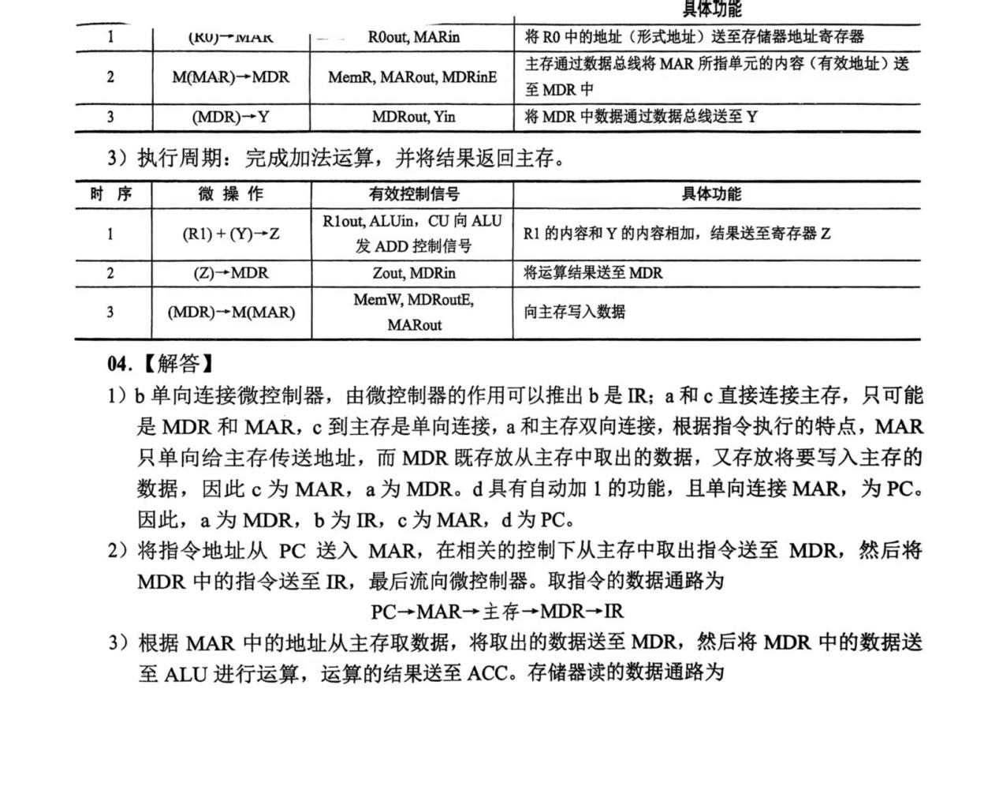 具体功能
1 (R0)→MAR R0out, MARin 将 R0 中的地址（形式地址）送至存储器地址寄存器
2 M(MAR)→MDR MemR, MARout, MDRinE 主存通过数据总线将 MAR 所指单元的内容（有效地址）送
至 MDR 中
3 (MDR)→Y MDRout, Yin 将 MDR 中数据通过数据总线送至 Y
3）执行周期：完成加法运算，并将结果返回主存。
时 序 微 操 作 有效控制信号 具体功能
1 (R1) + (Y)→Z R1out, ALUin，CU 向 ALU
发 ADD 控制信号 R1 的内容和 Y 的内容相加，结果送至寄存器 Z
2 (Z)→MDR Zout, MDRin 将运算结果送至 MDR
3 (MDR)→M(MAR) MemW, MDRoutE,
MARout 向主存写入数据
04.【解答】
1）b 单向连接微控制器，由微控制器的作用可以推出 b 是 IR；a 和 c 直接连接主存，只可能
是 MDR 和 MAR，c 到主存是单向连接，a 和主存双向连接，根据指令执行的特点，MAR
只单向给主存传送地址，而 MDR 既存放从主存中取出的数据，又存放将要写入主存的
数据，因此 c 为 MAR，a 为 MDR。d 具有自动加 1 的功能，且单向连接 MAR，为 PC。
因此，a 为 MDR，b 为 IR，c 为 MAR，d 为 PC。
2）将指令地址从 PC 送入 MAR，在相关的控制下从主存中取出指令送至 MDR，然后将
MDR 中的指令送至 IR，最后流向微控制器。取指令的数据通路为
PC→MAR→主存→MDR→IR
3）根据 MAR 中的地址从主存取数据，将取出的数据送至 MDR，然后将 MDR 中的数据送
至 ALU 进行运算，运算的结果送至 ACC。存储器读的数据通路为